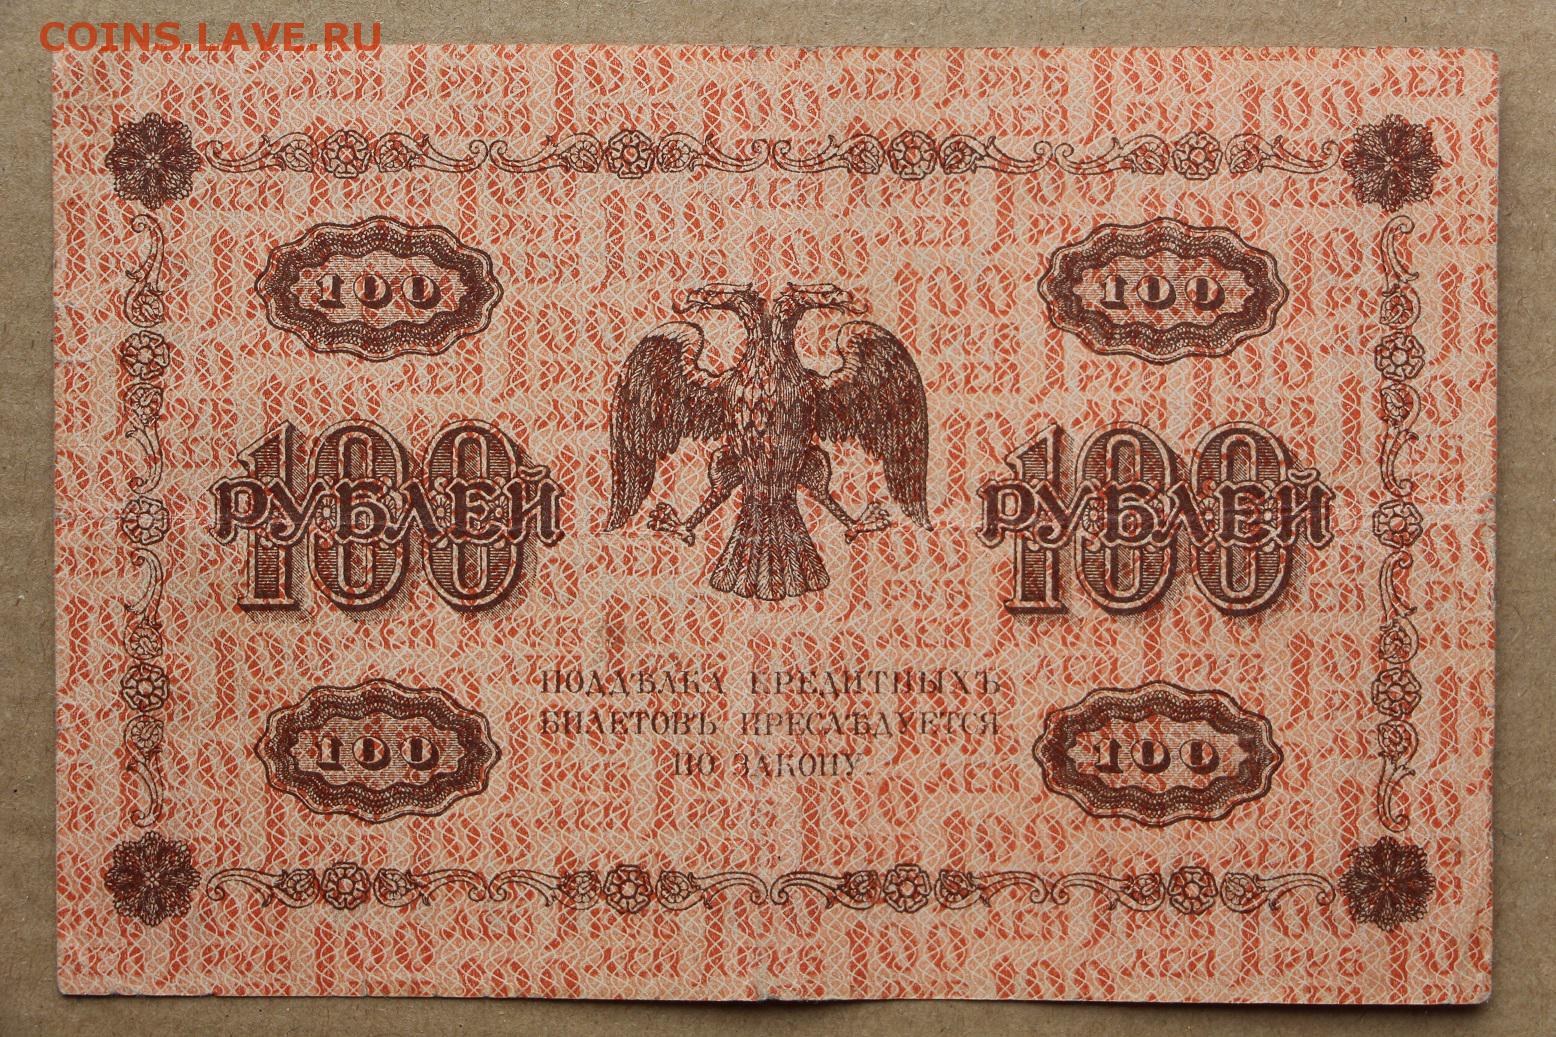 COINS.LAVE.RU
100 100
100 100
РУБЛЕЙ РУБЛЕЙ
ПОДДѢЛКА КРЕДИТНЫХЪ
БИЛЕТОВЪ ПРЕСЛѢДУЕТСЯ
ПО ЗАКОНУ.
100 100